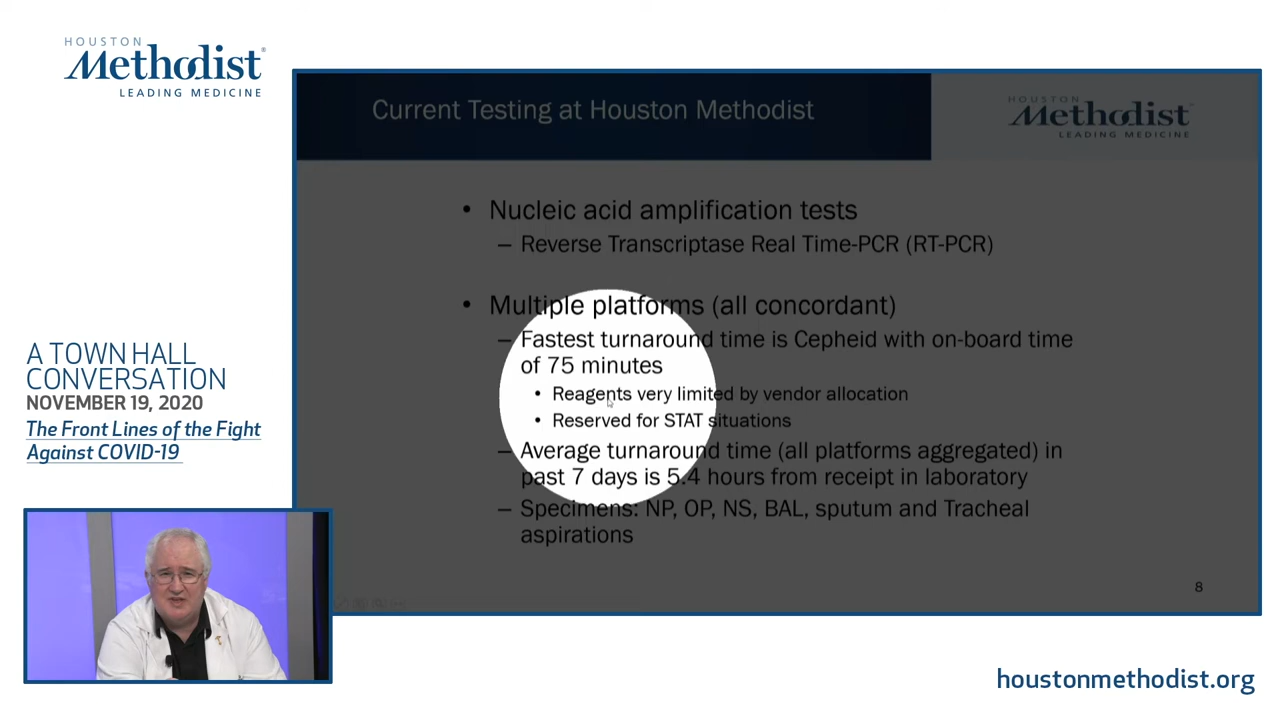 HOUSTON
Methodist
LEADING MEDICINE
Current Testing at Houston Methodist
HOUSTON
Methodist
LEADING MEDICINE
• Nucleic acid amplification tests
– Reverse Transcriptase Real Time-PCR (RT-PCR)
• Multiple platforms (all concordant)
– Fastest turnaround time is Cepheid with on-board time
of 75 minutes
• Reagents very limited by vendor allocation
• Reserved for STAT situations
– Average turnaround time (all platforms aggregated) in
past 7 days is 5.4 hours from receipt in laboratory
– Specimens: NP, OP, NS, BAL, sputum and Tracheal
aspirations
8
A TOWN HALL
CONVERSATION
NOVEMBER 19, 2020
The Front Lines of the Fight
Against COVID-19
houstonmethodist.org